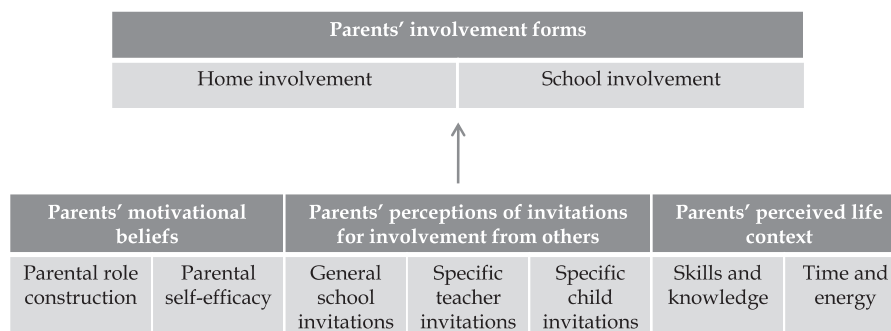 Parents’ involvement forms
Home involvement
School involvement
Parents’ motivational
beliefs
Parents’ perceptions of invitations
for involvement from others
Parents’ perceived life
context
Parental role
construction
Parental
self-efficacy
General
school
invitations
Specific
teacher
invitations
Specific
child
invitations
Skills and
knowledge
Time and
energy